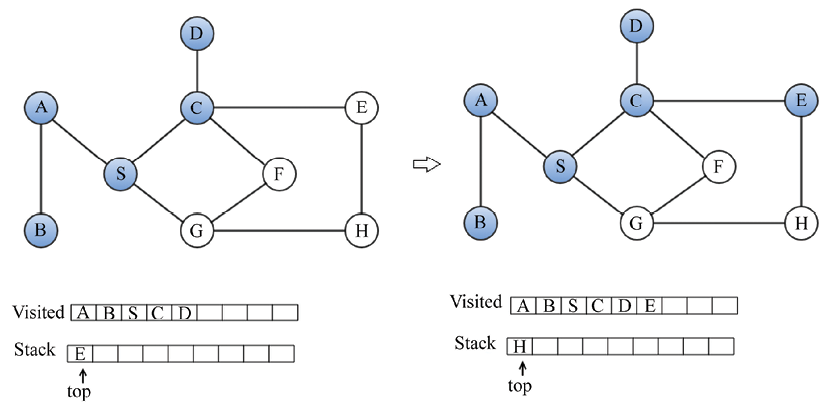 D
A C E
S F
B G H
Visited A B S C D
Stack E
top
D
A C E
S F
B G H
Visited A B S C D E
Stack H
top